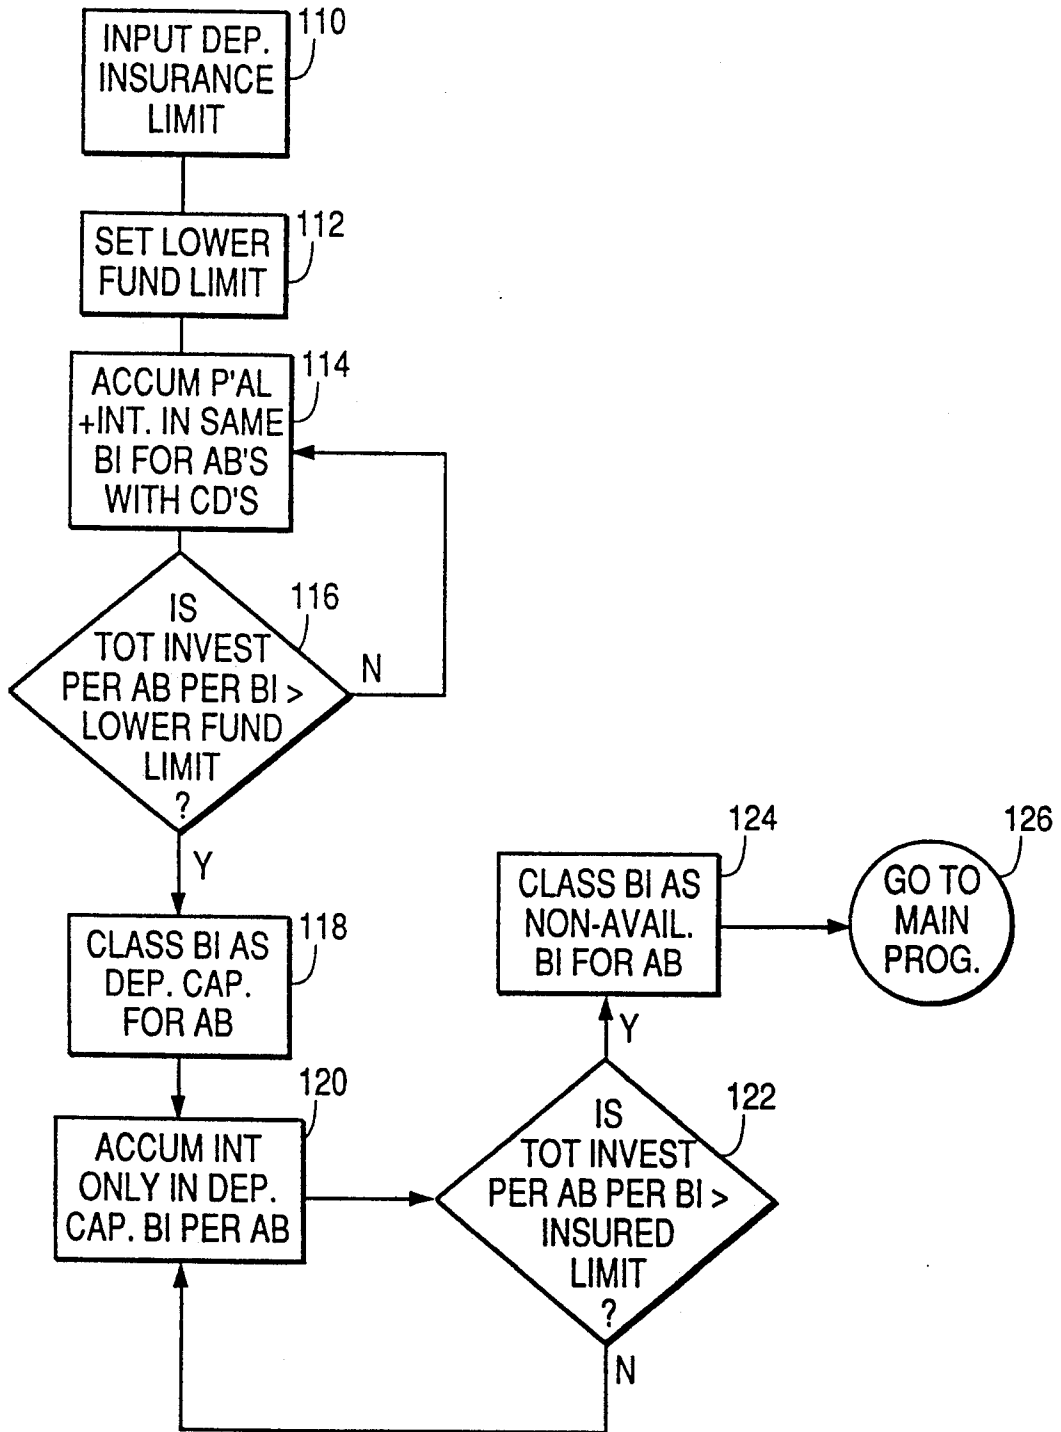 INPUT DEP.
INSURANCE
LIMIT
110
SET LOWER
FUND LIMIT
112
ACCUM P'AL
+INT. IN SAME
BI FOR AB'S
WITH CD'S
114
IS
TOT INVEST
PER AB PER BI >
LOWER FUND
LIMIT
?
116
N
Y
CLASS BI AS
DEP. CAP.
FOR AB
118
ACCUM INT
ONLY IN DEP.
CAP. BI PER AB
120
IS
TOT INVEST
PER AB PER BI >
INSURED
LIMIT
?
122
N
Y
CLASS BI AS
NON-AVAIL.
BI FOR AB
124
GO TO
MAIN
PROG.
126